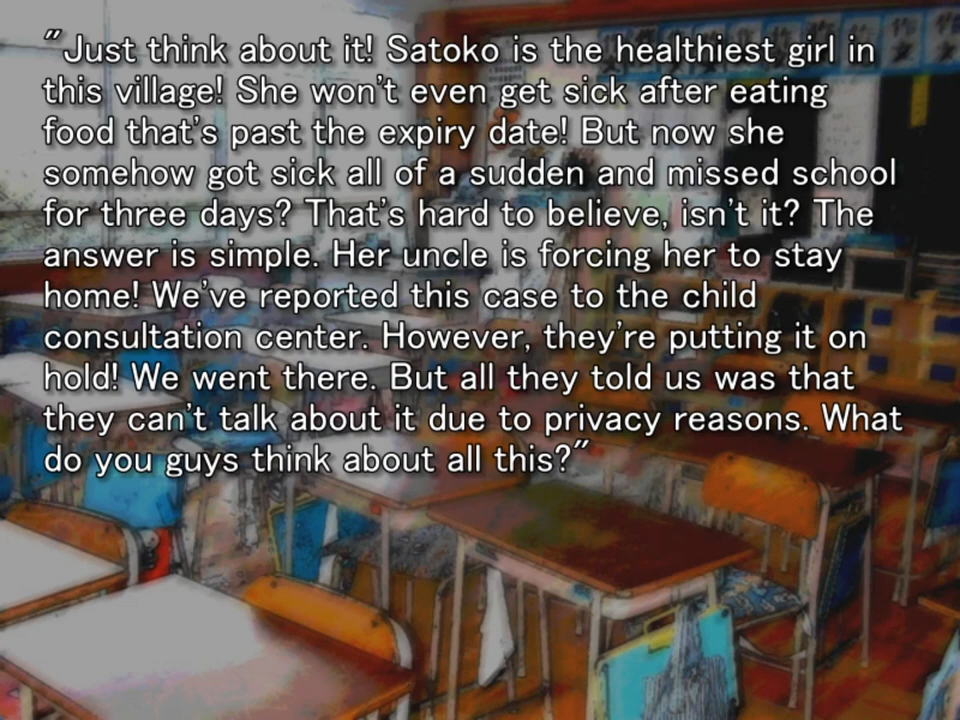 "Just think about it! Satoko is the healthiest girl in
this village! She won't even get sick after eating
food that's past the expiry date! But now she
somehow got sick all of a sudden and missed school
for three days? That's hard to believe, isn't it? The
answer is simple. Her uncle is forcing her to stay
home! We've reported this case to the child
consultation center. However, they're putting it on
hold! We went there. But all they told us was that
they can't talk about it due to privacy reasons. What
do you guys think about all this?"